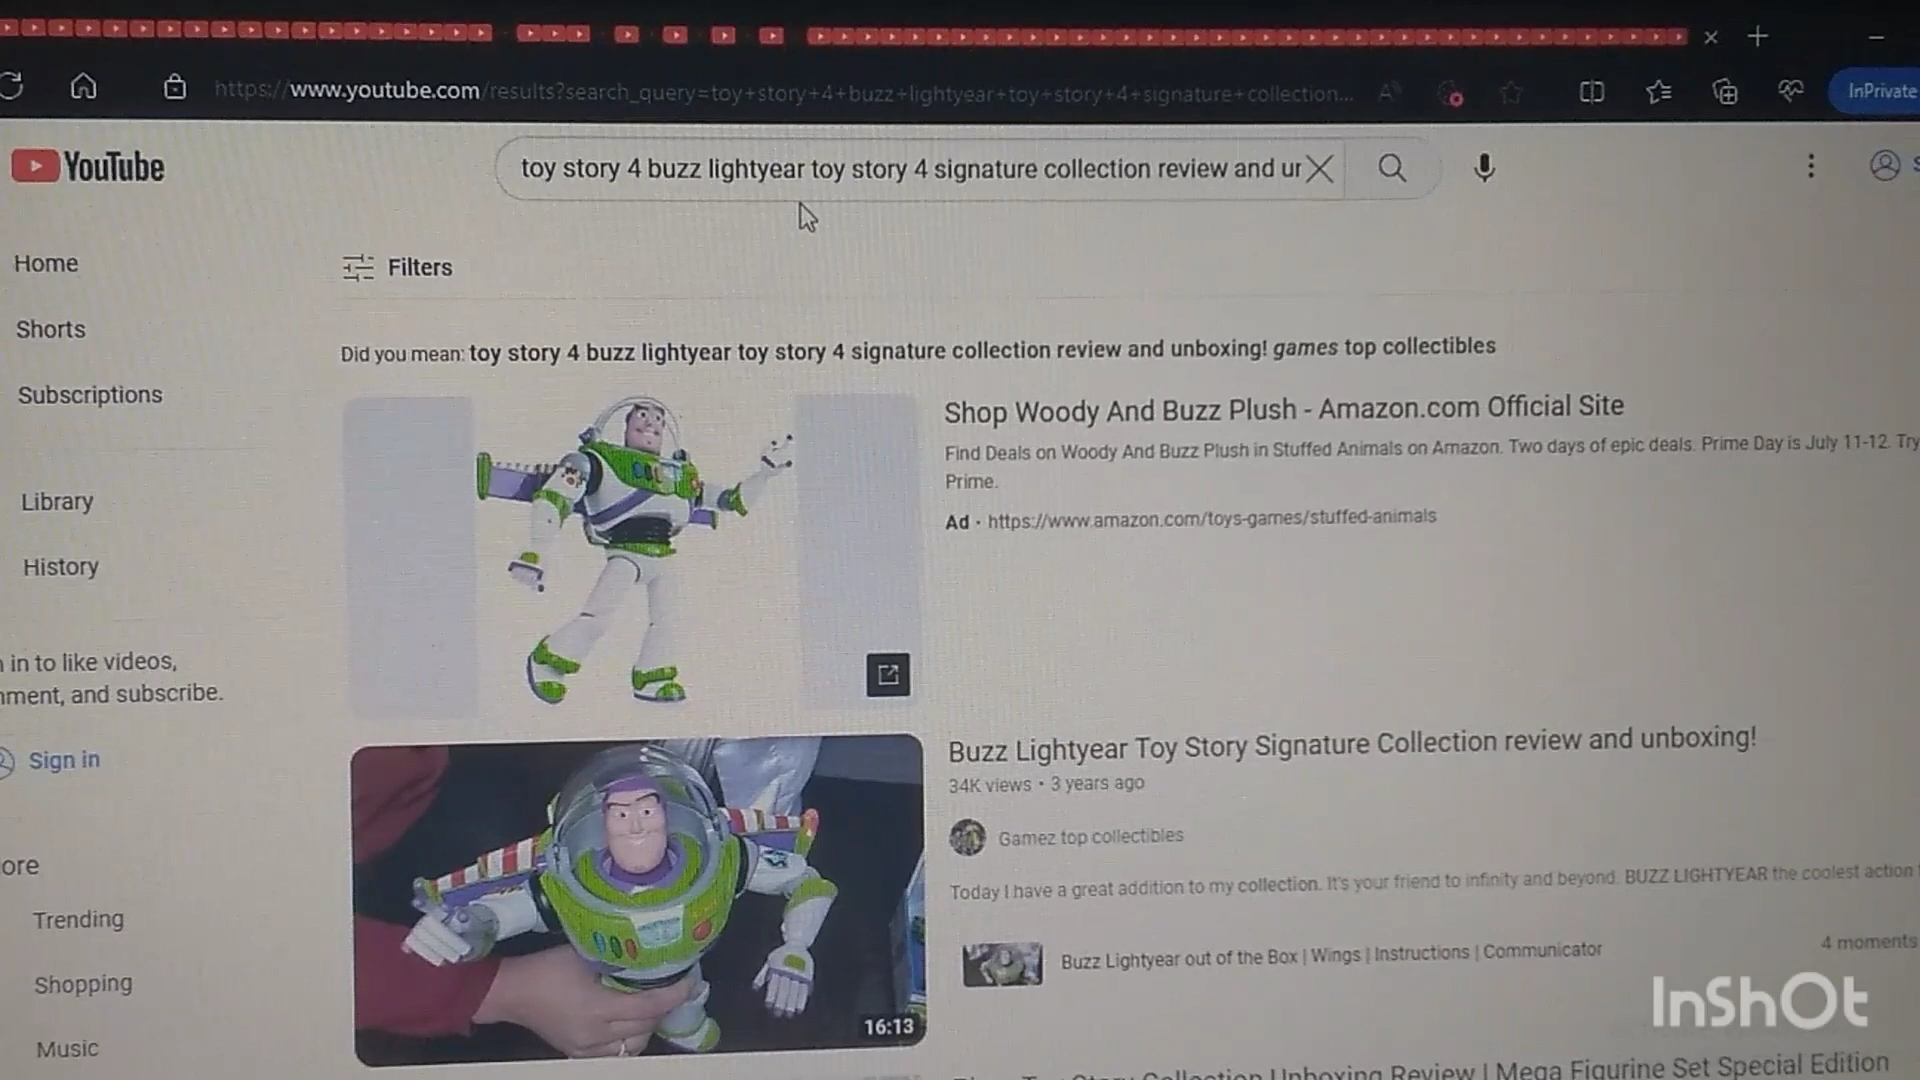 https://www.youtube.com/results?search_query=toy+story+4+buzz+lightyear+toy+story+4+signature+collection...
InPrivate
YouTube
toy story 4 buzz lightyear toy story 4 signature collection review and ur
Home
Filters
Shorts
Did you mean: toy story 4 buzz lightyear toy story 4 signature collection review and unboxing! games top collectibles
Subscriptions
Shop Woody And Buzz Plush - Amazon.com Official Site
Find Deals on Woody And Buzz Plush in Stuffed Animals on Amazon. Two days of epic deals. Prime Day is July 11-12. Try
Prime.
Ad · https://www.amazon.com/toys-games/stuffed-animals
Library
History
in to like videos,
ment, and subscribe.
Sign in
Buzz Lightyear Toy Story Signature Collection review and unboxing!
34K views • 3 years ago
Gamez top collectibles
Today I have a great addition to my collection. It's your friend to infinity and beyond. BUZZ LIGHTYEAR the coolest action
ore
Trending
Buzz Lightyear out of the Box | Wings | Instructions | Communicator
4 moments
Shopping
InShOt
16:13
Music
Collection Unboxing Review | Mega Figurine Set Special Edition